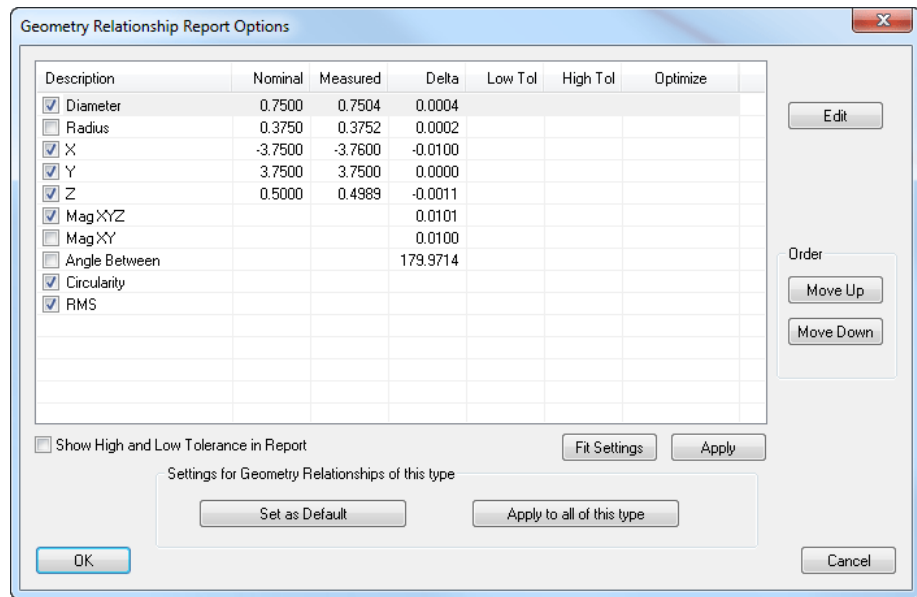 Geometry Relationship Report Options
Description Nominal Measured Delta Low Tol High Tol Optimize
Diameter 0.7500 0.7504 0.0004
Radius 0.3750 0.3752 0.0002
X -3.7500 -3.7600 -0.0100
Y 3.7500 3.7500 0.0000
Z 0.5000 0.4989 -0.0011
Mag XYZ 0.0101
Mag XY 0.0100
Angle Between 179.9714
Circularity
RMS
Edit
Order
Move Up
Move Down
Show High and Low Tolerance in Report
Fit Settings
Apply
Settings for Geometry Relationships of this type
Set as Default
Apply to all of this type
OK
Cancel